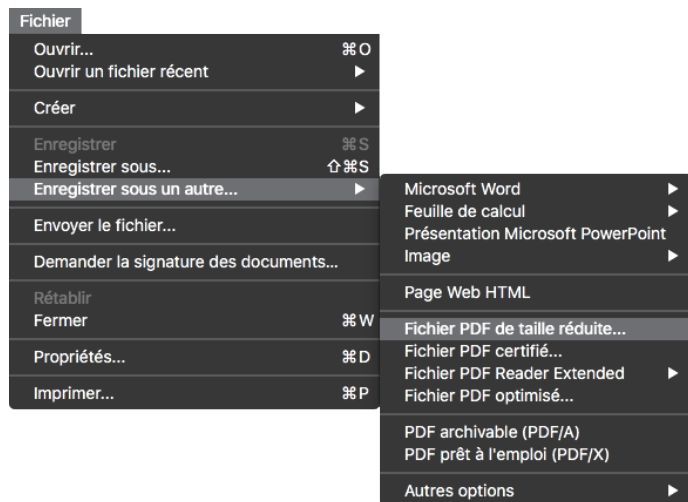 Fichier
Ouvrir... ⌘O
Ouvrir un fichier récent ▶
Créer ▶
Enregistrer ⌘S
Enregistrer sous... ⇧⌘S
Enregistrer sous un autre... ▶
Envoyer le fichier...
Demander la signature des documents...
Rétablir
Fermer ⌘W
Propriétés... ⌘D
Imprimer... ⌘P
Microsoft Word ▶
Feuille de calcul ▶
Présentation Microsoft PowerPoint
Image ▶
Page Web HTML
Fichier PDF de taille réduite...
Fichier PDF certifié...
Fichier PDF Reader Extended ▶
Fichier PDF optimisé...
PDF archivable (PDF/A)
PDF prêt à l'emploi (PDF/X)
Autres options ▶